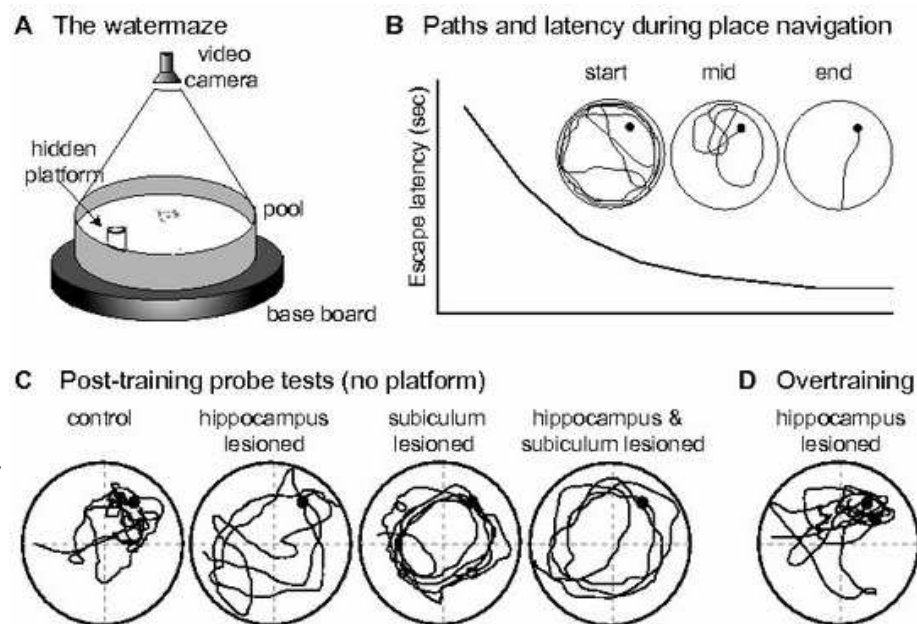 A The watermaze
video
camera
hidden
platform
pool
base board
B Paths and latency during place navigation
start mid end
Escape latency (sec)
C Post-training probe tests (no platform)
control
hippocampus
lesioned
subiculum
lesioned
hippocampus &
subiculum lesioned
D Overtraining
hippocampus
lesioned